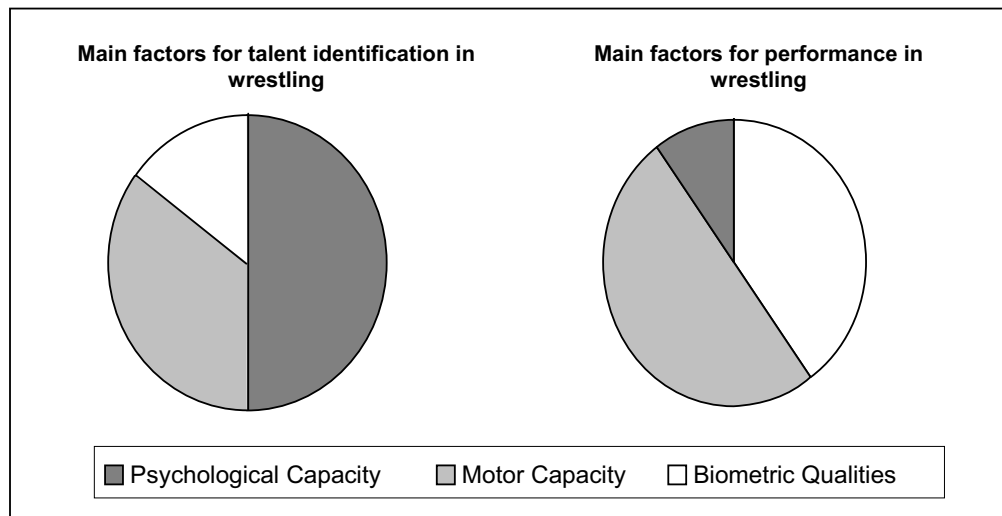 Main factors for talent identification in
wrestling
Main factors for performance in
wrestling
Psychological Capacity
Motor Capacity
Biometric Qualities